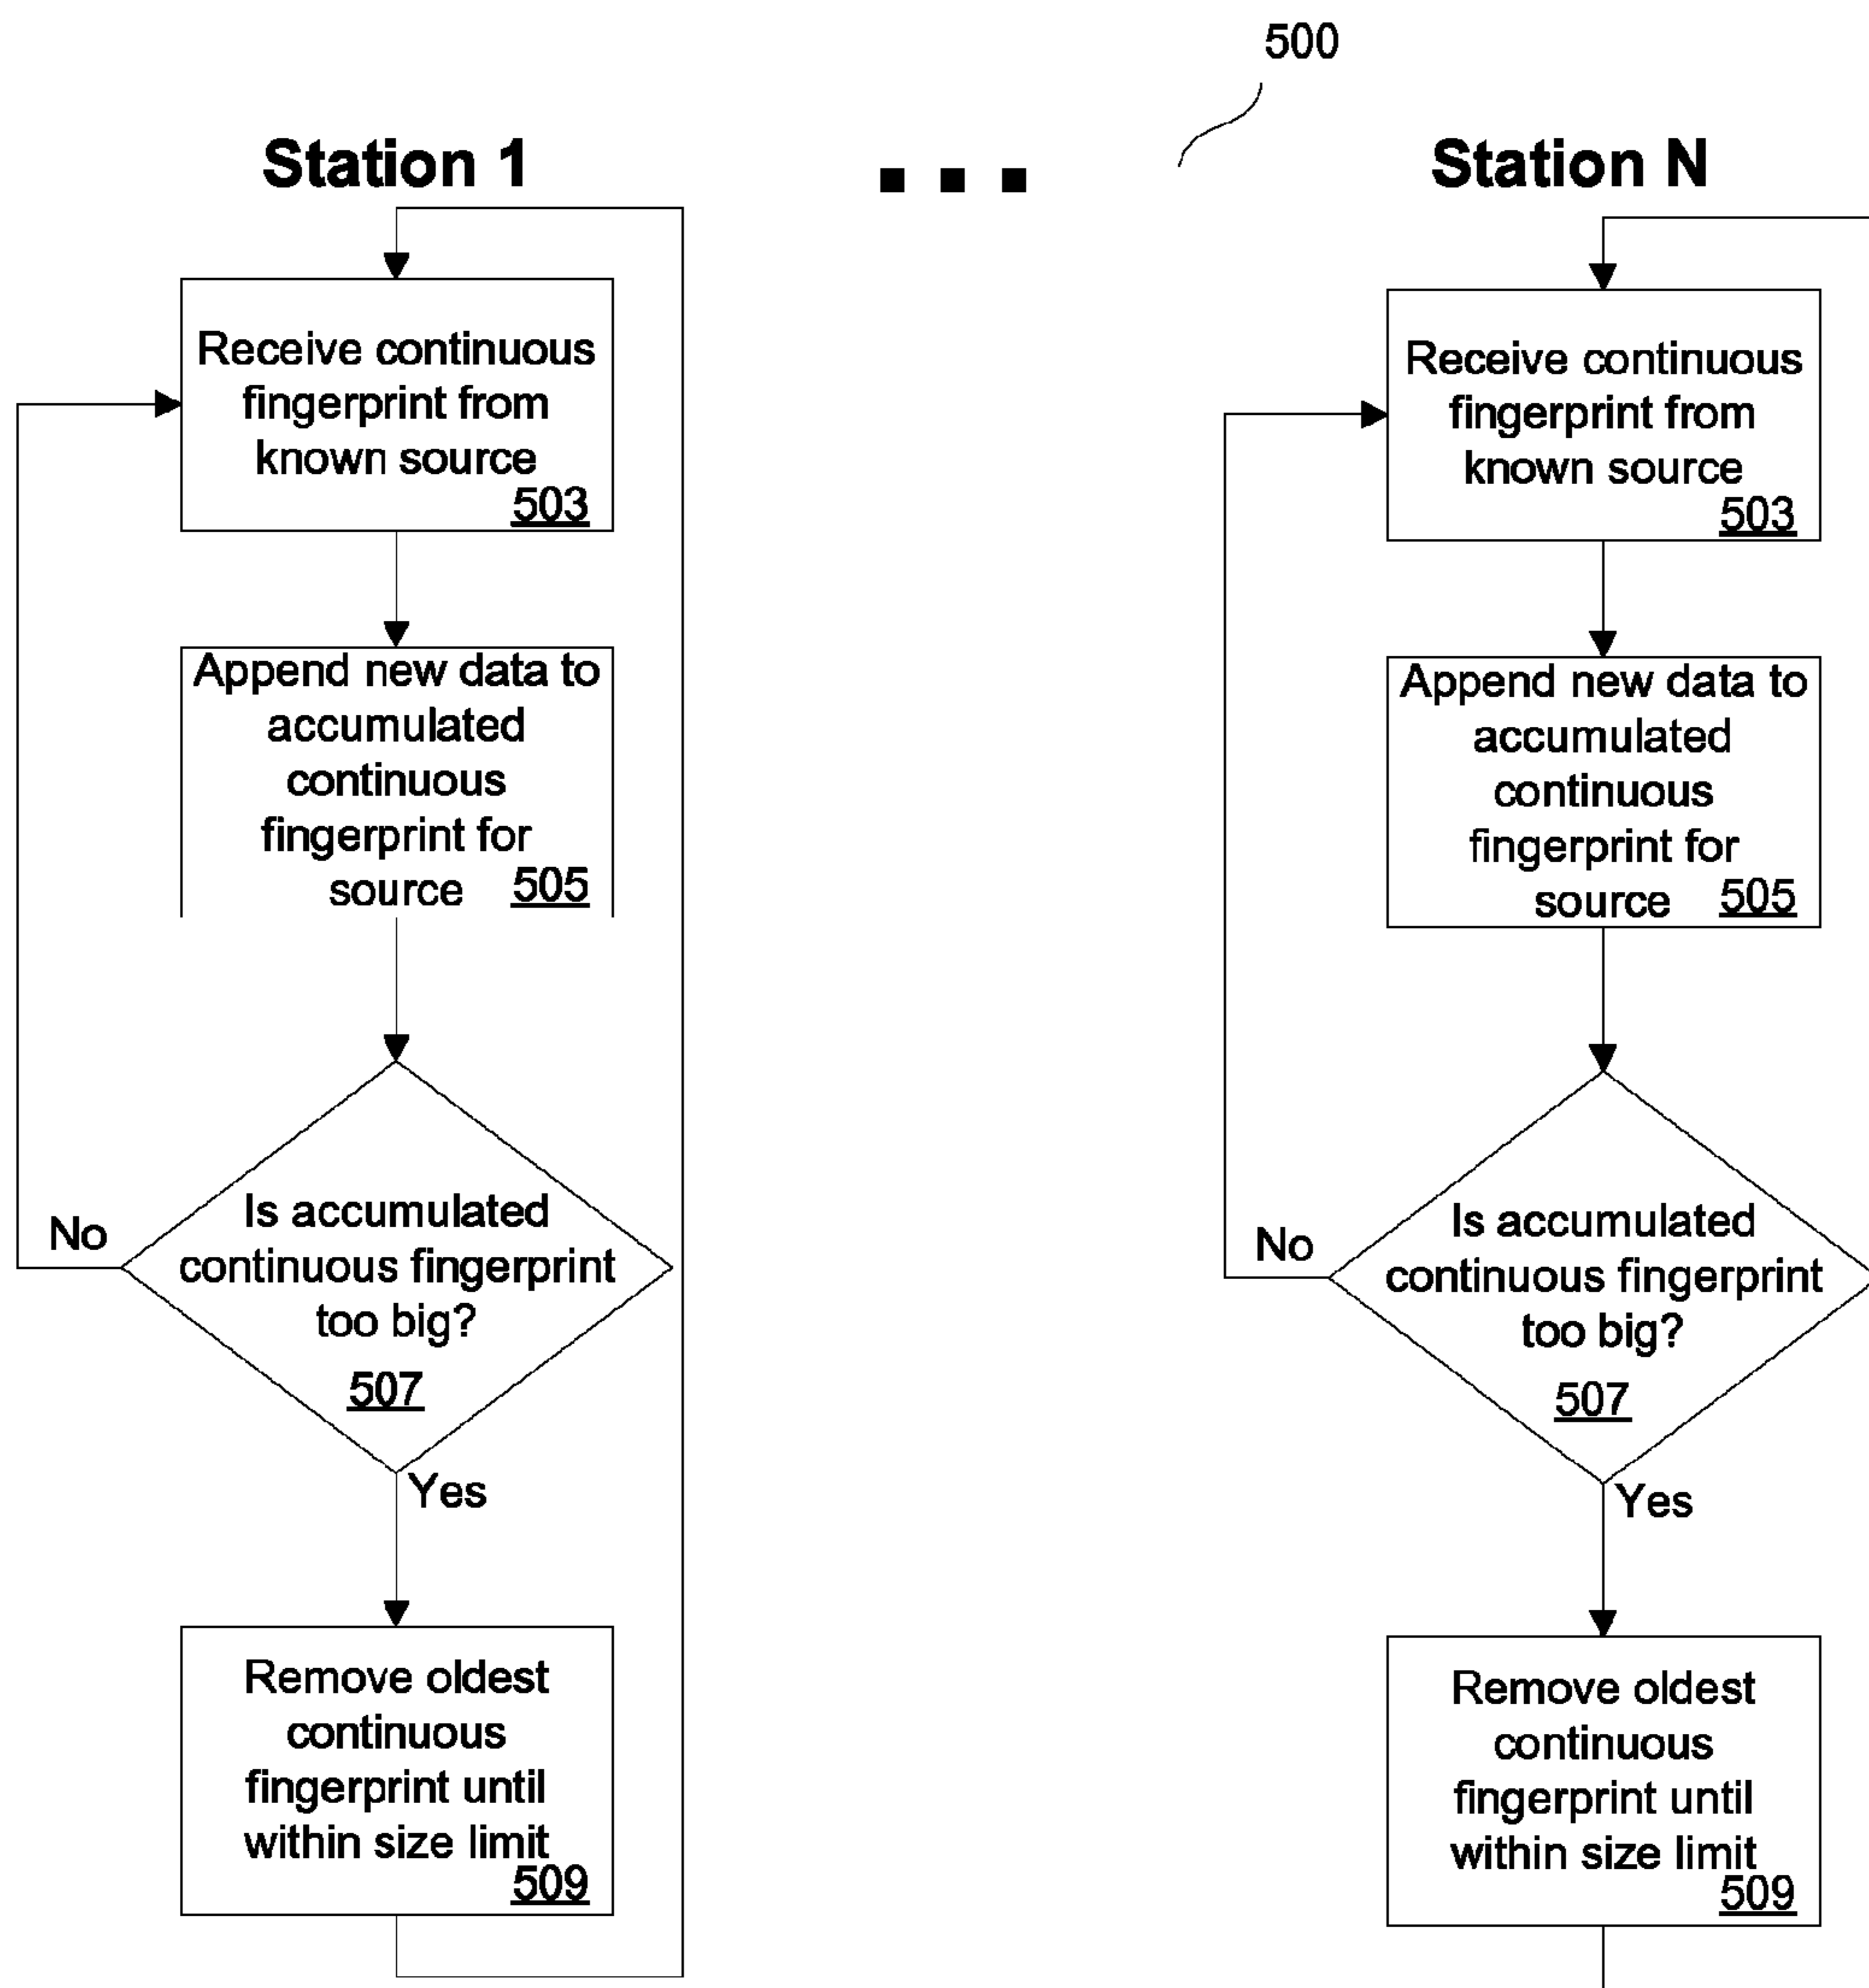 500
Station 1
Station N
Receive continuous
fingerprint from
known source
503
Append new data to
accumulated
continuous
fingerprint for
source 505
No
Is accumulated
continuous fingerprint
too big?
507
Yes
Remove oldest
continuous
fingerprint until
within size limit
509
Receive continuous
fingerprint from
known source
503
Append new data to
accumulated
continuous
fingerprint for
source 505
No
Is accumulated
continuous fingerprint
too big?
507
Yes
Remove oldest
continuous
fingerprint until
within size limit
509